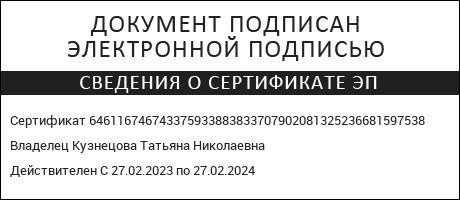 ДОКУМЕНТ ПОДПИСАН
ЭЛЕКТРОННОЙ ПОДПИСЬЮ
СВЕДЕНИЯ О СЕРТИФИКАТЕ ЭП
Сертификат 646116746743375933883833707902081325236681597538
Владелец Кузнецова Татьяна Николаевна
Действителен С 27.02.2023 по 27.02.2024